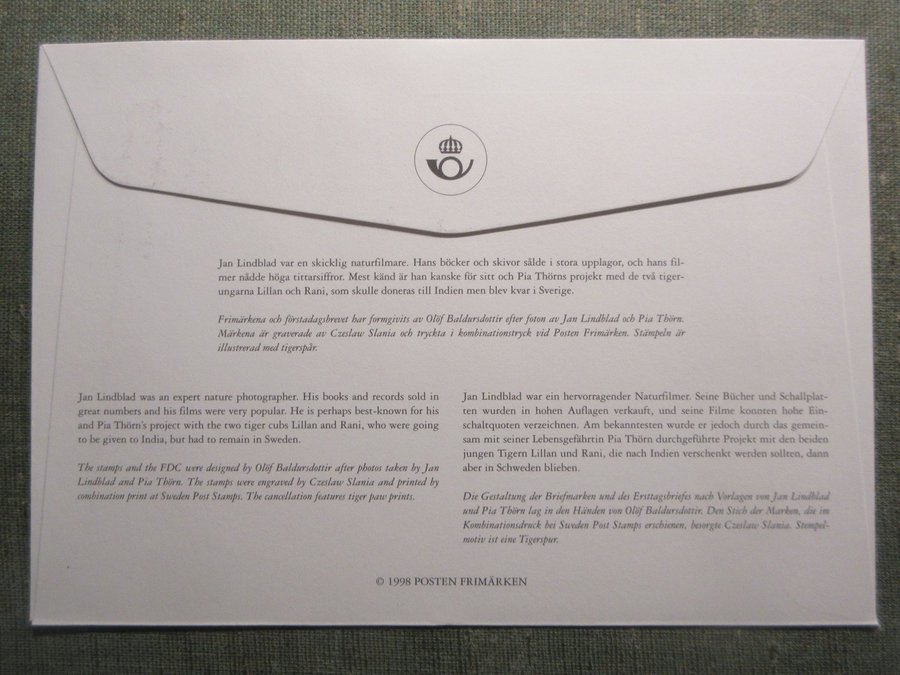 Jan Lindblad var en skicklig naturfilmare. Hans böcker och skivor sålde i stora upplagor, och hans fil-
mer nådde höga tittarsiffror. Mest känd är han kanske för sitt och Pia Thörns projekt med de två tiger-
ungarna Lillan och Rani, som skulle doneras till Indien men blev kvar i Sverige.
Frimärkena och förstadagsbrevet har formgivits av Olöf Baldursdottir efter foton av Jan Lindblad och Pia Thörn.
Märkena är graverade av Czeslaw Slania och tryckta i kombinationstryck vid Posten Frimärken. Stämpeln är
illustrerad med tigerspår.
Jan Lindblad was an expert nature photographer. His books and records sold in
great numbers and his films were very popular. He is perhaps best-known for his
and Pia Thörn's project with the two tiger cubs Lillan and Rani, who were going
to be given to India, but had to remain in Sweden.
The stamps and the FDC were designed by Olöf Baldursdottir after photos taken by Jan
Lindblad and Pia Thörn. The stamps were engraved by Czeslaw Slania and printed by
combination print at Sweden Post Stamps. The cancellation features tiger paw prints.
Jan Lindblad war ein hervorragender Naturfilmer. Seine Bücher und Schallplat-
ten wurden in hohen Auflagen verkauft, und seine Filme konnten hohe Ein-
schaltquoten verzeichnen. Am bekanntesten wurde er jedoch durch das gemein-
sam mit seiner Lebensgefährtin Pia Thörn durchgeführte Projekt mit den beiden
jungen Tigern Lillan und Rani, die nach Indien verschenkt werden sollten, dann
aber in Schweden blieben.
Die Gestaltung der Briefmarken und des Ersttagsbriefes nach Vorlagen von Jan Lindblad
und Pia Thörn lag in den Händen von Olöf Baldursdottir. Den Stich der Marken, die im
Kombinationsdruck bei Sweden Post Stamps erschienen, besorgte Czeslaw Slania. Stempel-
motiv ist eine Tigerspur.
© 1998 POSTEN FRIMÄRKEN